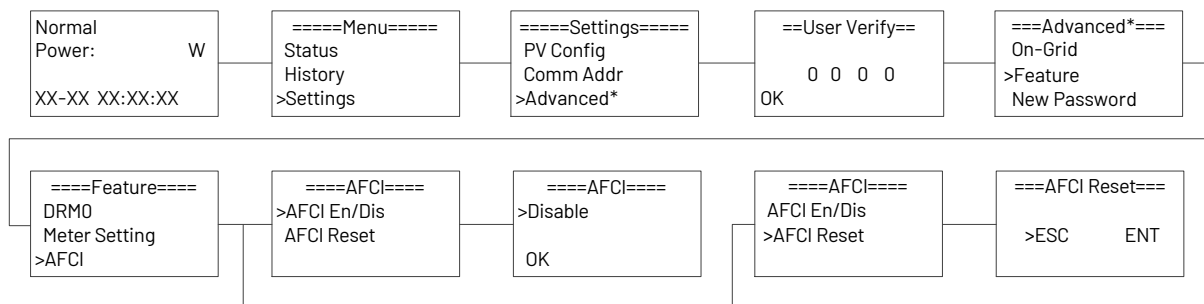 Normal
Power: W
XX-XX XX:XX:XX
=====Menu=====
Status
History
>Settings
=====Settings=====
PV Config
Comm Addr
>Advanced*
==User Verify==
0 0 0 0
OK
===Advanced*===
On-Grid
>Feature
New Password
====Feature====
DRM0
Meter Setting
>AFCI
====AFCI====
>AFCI En/Dis
AFCI Reset
====AFCI====
>Disable
OK
====AFCI====
AFCI En/Dis
>AFCI Reset
===AFCI Reset===
>ESC ENT